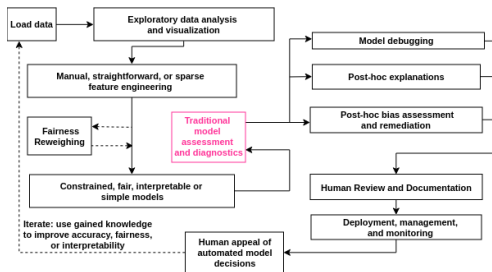 Load data
Exploratory data analysis
and visualization
Manual, straightforward, or sparse
feature engineering
Fairness
Reweighing
Traditional
model
assessment
and diagnostics
Constrained, fair, interpretable or
simple models
Model debugging
Post-hoc explanations
Post-hoc bias assessment
and remediation
Human Review and Documentation
Deployment, management,
and monitoring
Human appeal of
automated model
decisions
Iterate: use gained knowledge
to improve accuracy, fairness,
or interpretability